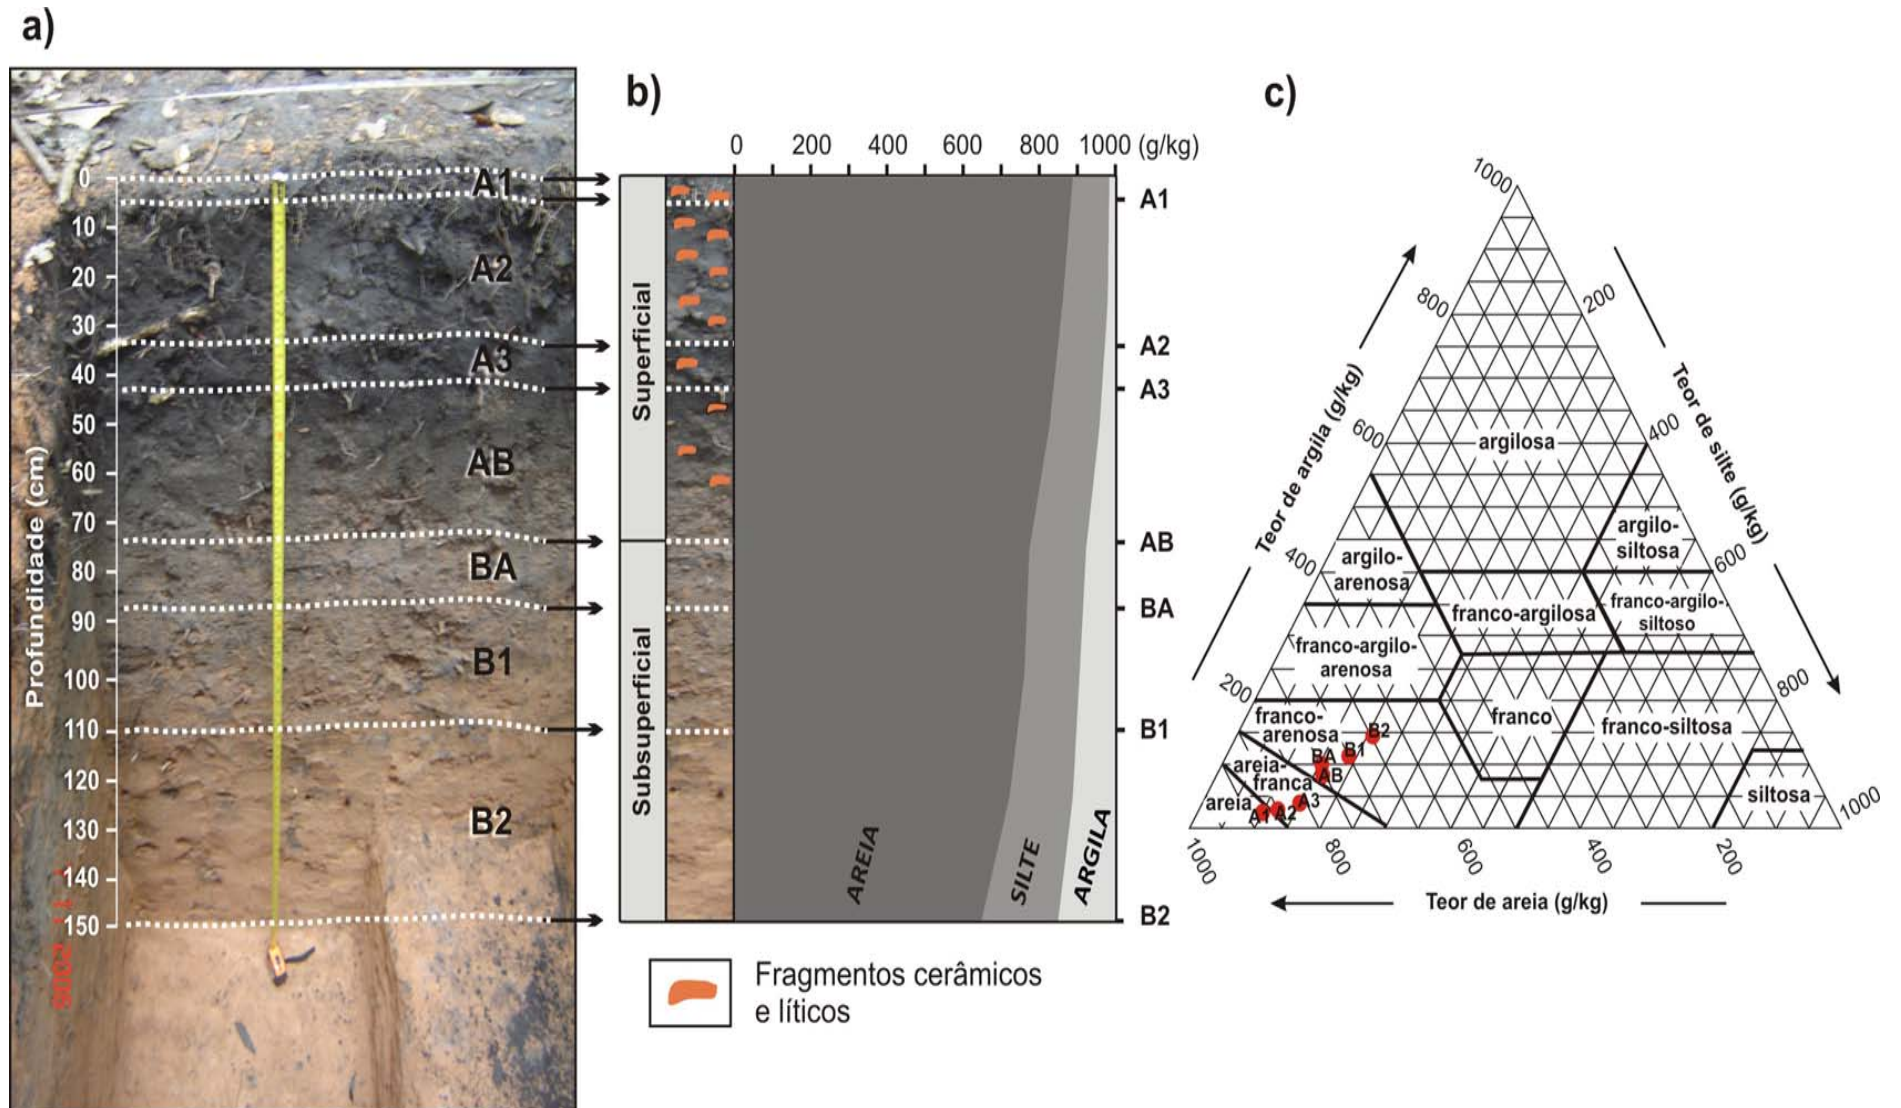 a)
0
10
20
30
40
50
60
70
80
90
100
110
120
130
140
150
Profundidade (cm)
A1
A2
A3
AB
BA
B1
B2
b)
0 200 400 600 800 1000 (g/kg)
Superficial
Subsuperficial
AREIA
SILTE
ARGILA
A1
A2
A3
AB
BA
B1
B2
Fragmentos cerâmicos
e líticos
c)
1000
800
600
400
200
Teor de argila (g/kg)
200
400
600
800
1000
Teor de silte (g/kg)
1000
800
600
400
200
Teor de areia (g/kg)
argilosa
argilo-
siltosa
argilo-
arenosa
franco-argilosa
franco-argilo-
siltoso
franco-argilo-
arenosa
franco-
arenosa
franco
franco-siltosa
areia-
franca
areia
siltosa
B2
B1
BA
AB
A3
A2
A1